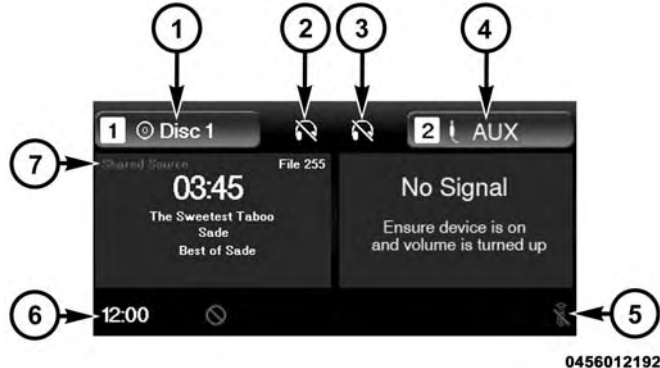 1 2 3 4
1 Disc 1 2 AUX
7
Shared Source File 255
03:45
The Sweetest Taboo
Sade
Best of Sade
No Signal
Ensure device is on
and volume is turned up
6 12:00 5
0456012192